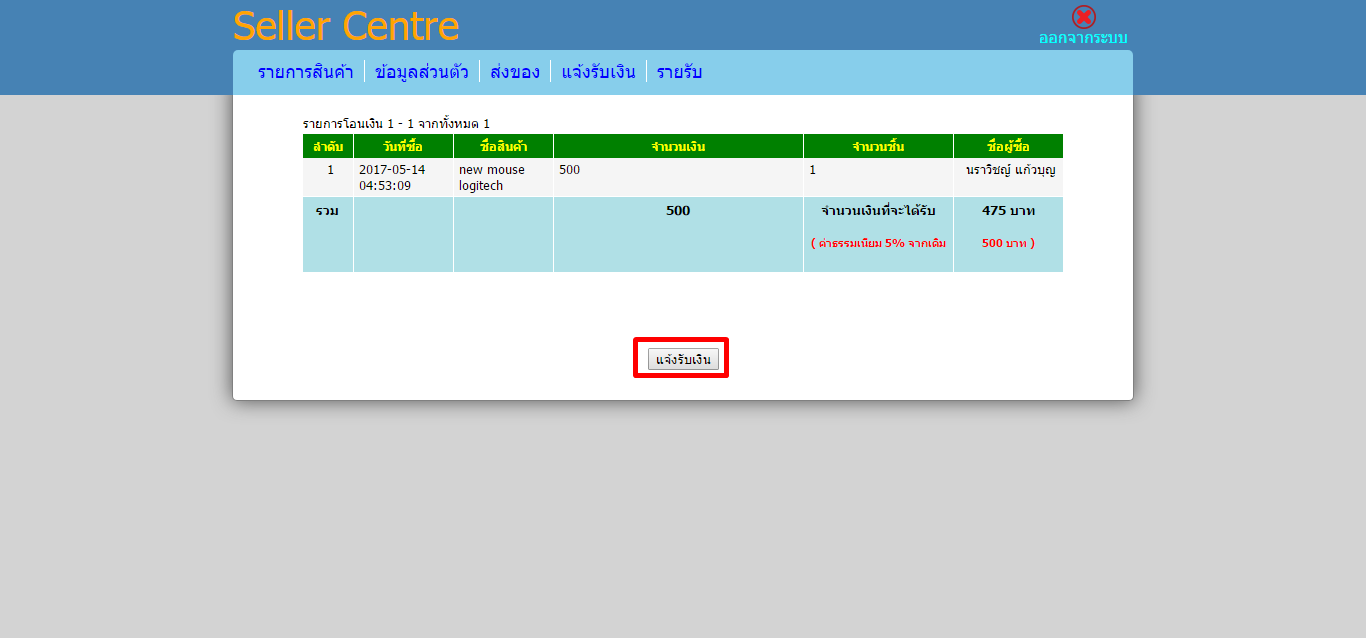 Seller Centre
ออกจากระบบ
รายการสินค้า ข้อมูลส่วนตัว ส่งของ แจ้งรับเงิน รายรับ
รายการโอนเงิน 1 - 1 จากทั้งหมด 1
ลำดับ วันที่ซื้อ ชื่อสินค้า จำนวนเงิน จำนวนชิ้น ชื่อผู้ซื้อ
1 2017-05-14 new mouse 500 1 นราวิชญ์ แก้วบุญ
04:53:09 logitech
รวม 500 จำนวนเงินที่จะได้รับ 475 บาท
( ค่าธรรมเนียม 5% จากเดิม 500 บาท )
แจ้งรับเงิน